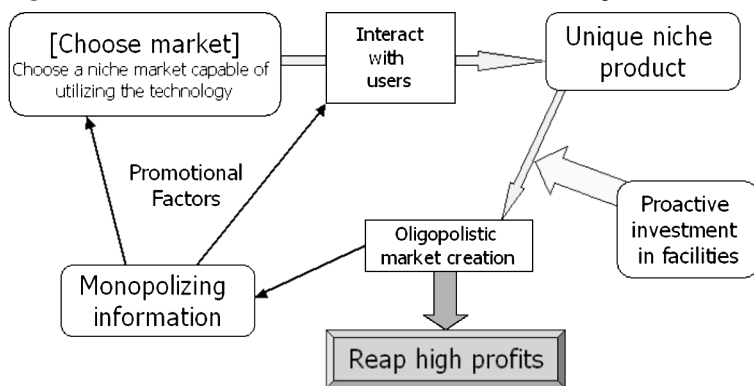 [Choose market]
Choose a niche market capable of
utilizing the technology
Interact
with
users
Unique niche
product
Promotional
Factors
Proactive
investment
in facilities
Oligopolistic
market creation
Monopolizing
information
Reap high profits